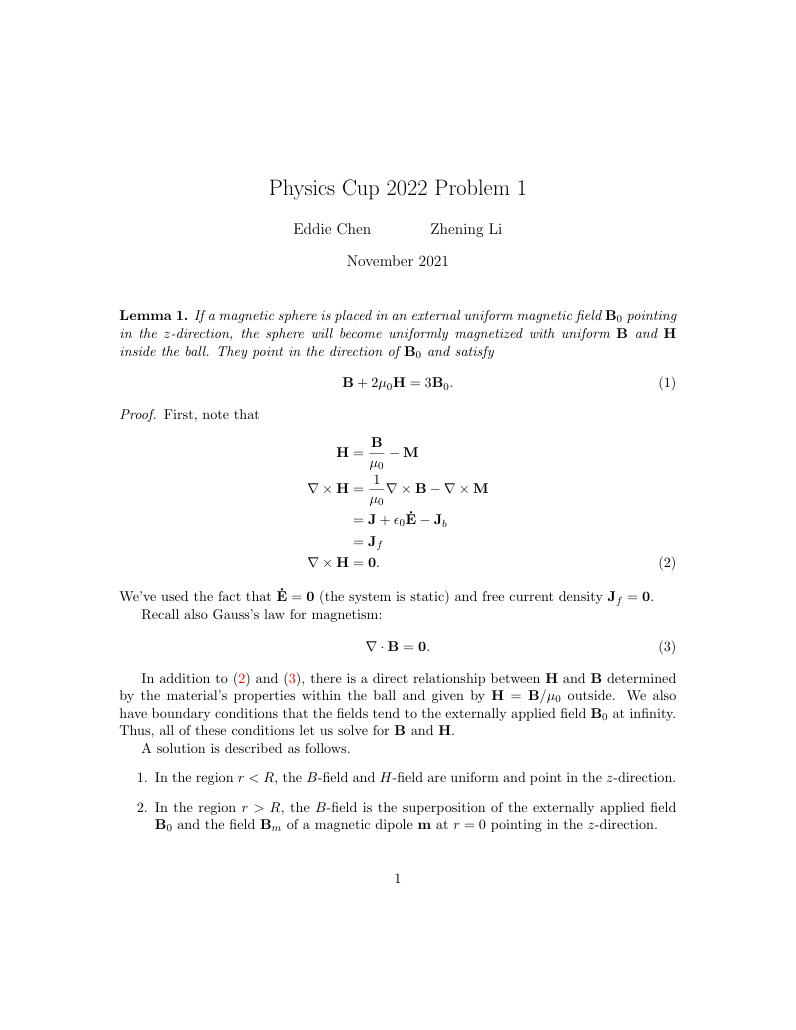 Physics Cup 2022 Problem 1
Eddie Chen Zhening Li
November 2021
Lemma 1. If a magnetic sphere is placed in an external uniform magnetic field B₀ pointing
in the z-direction, the sphere will become uniformly magnetized with uniform B and H
inside the ball. They point in the direction of B₀ and satisfy
B + 2μ₀H = 3B₀. (1)
Proof. First, note that
H = B/μ₀ − M
∇ × H = 1/μ₀ ∇ × B − ∇ × M
= J + ϵ₀Ė − J_b
= J_f
∇ × H = 0. (2)
We've used the fact that Ė = 0 (the system is static) and free current density J_f = 0.
Recall also Gauss's law for magnetism:
∇ · B = 0. (3)
In addition to (2) and (3), there is a direct relationship between H and B determined
by the material's properties within the ball and given by H = B/μ₀ outside. We also
have boundary conditions that the fields tend to the externally applied field B₀ at infinity.
Thus, all of these conditions let us solve for B and H.
A solution is described as follows.
1. In the region r < R, the B-field and H-field are uniform and point in the z-direction.
2. In the region r > R, the B-field is the superposition of the externally applied field
B₀ and the field B_m of a magnetic dipole m at r = 0 pointing in the z-direction.
1